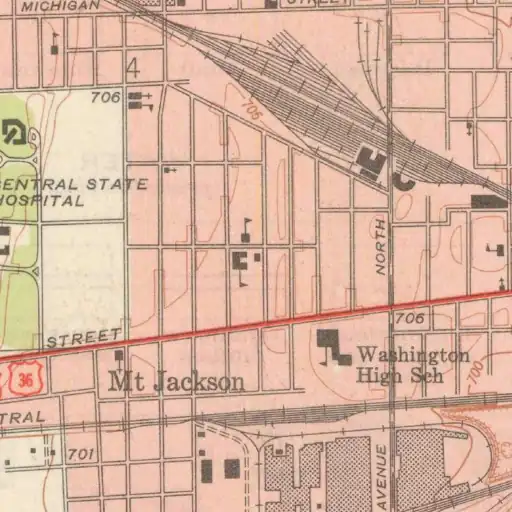 MICHIGAN STREET
4
706
705
CENTRAL STATE
HOSPITAL
NORTH
STREET
706
36
Mt Jackson
Washington
High Sch
700
TRAL
701
AVENUE